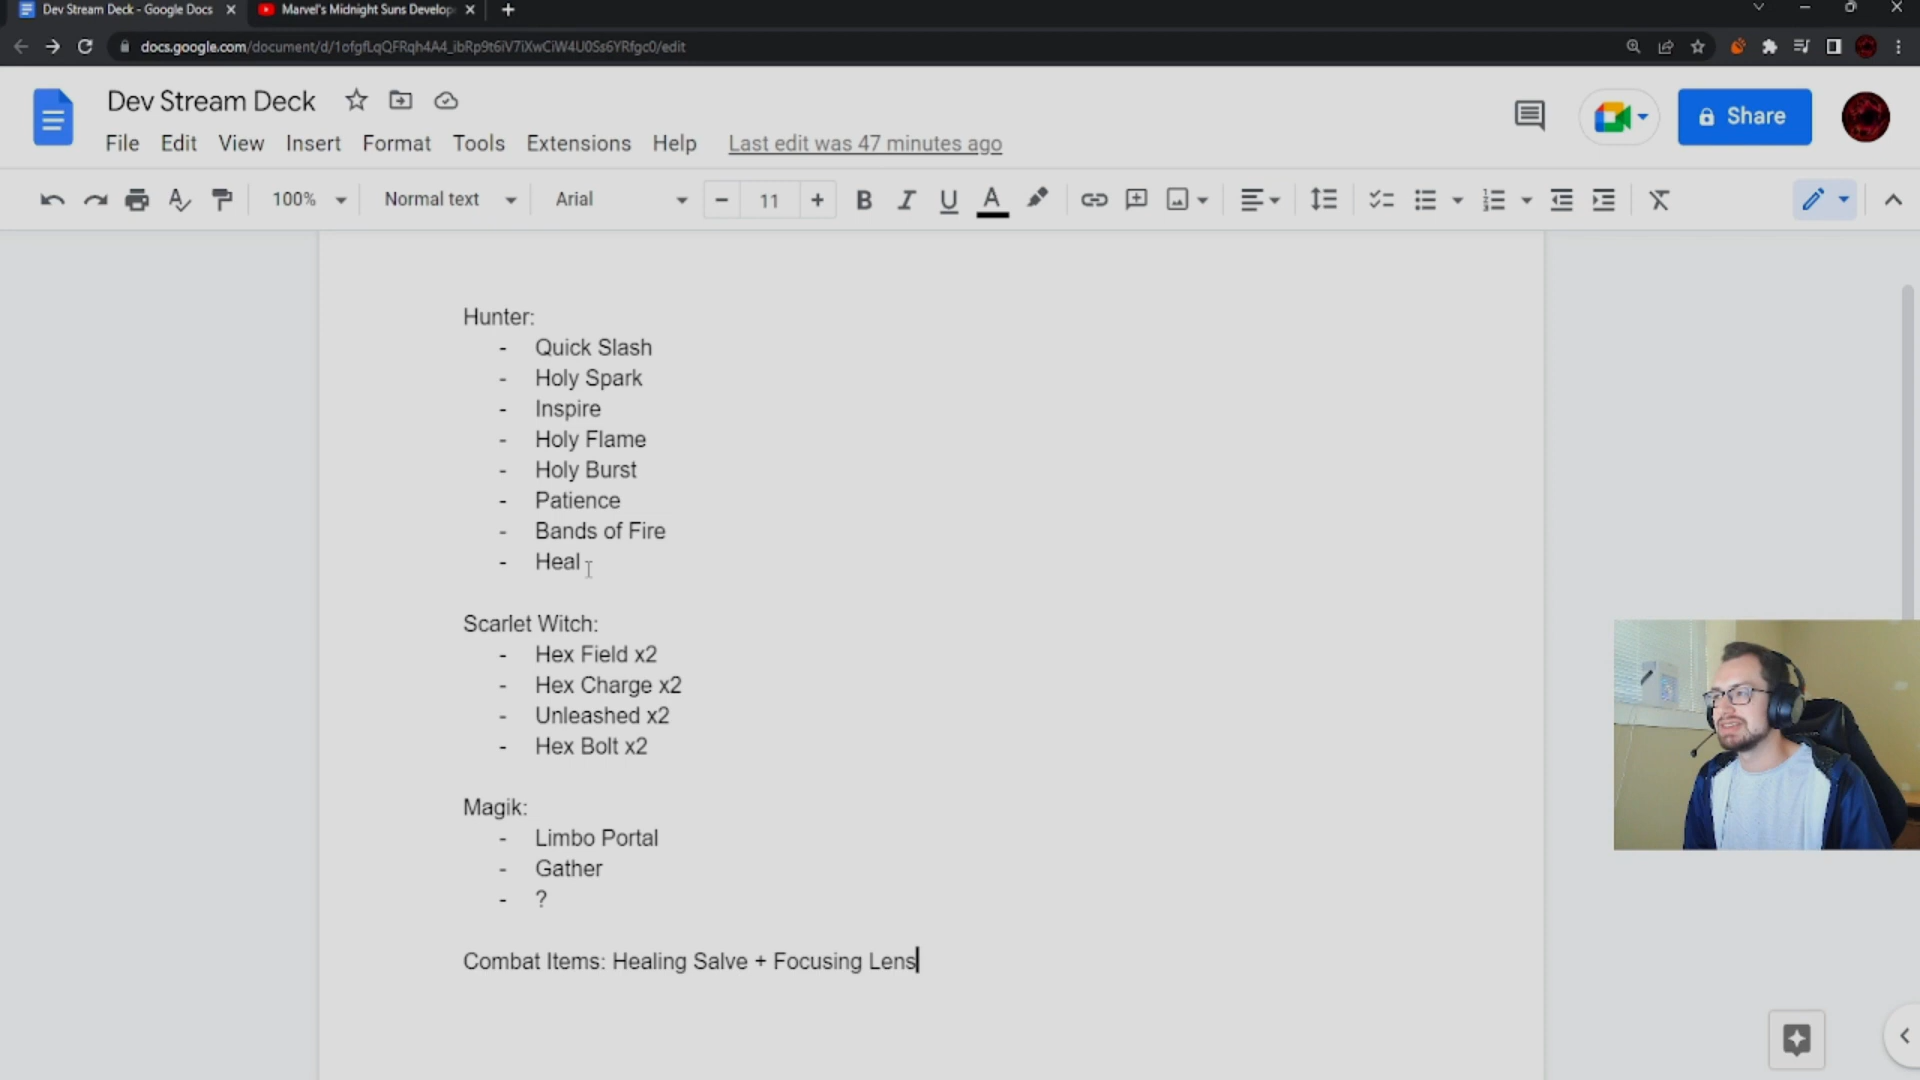 Dev Stream Deck - Google Docs
Marvel's Midnight Suns Develop
docs.google.com/document/d/1ofgfLqQFRqh4A4_ibRp9t6iV7iXwCiW4U0Ss6YRfgc0/edit
Dev Stream Deck
Share
File Edit View Insert Format Tools Extensions Help Last edit was 47 minutes ago
100% Normal text Arial 11
Hunter:
- Quick Slash
- Holy Spark
- Inspire
- Holy Flame
- Holy Burst
- Patience
- Bands of Fire
- Heal
Scarlet Witch:
- Hex Field x2
- Hex Charge x2
- Unleashed x2
- Hex Bolt x2
Magik:
- Limbo Portal
- Gather
- ?
Combat Items: Healing Salve + Focusing Lens